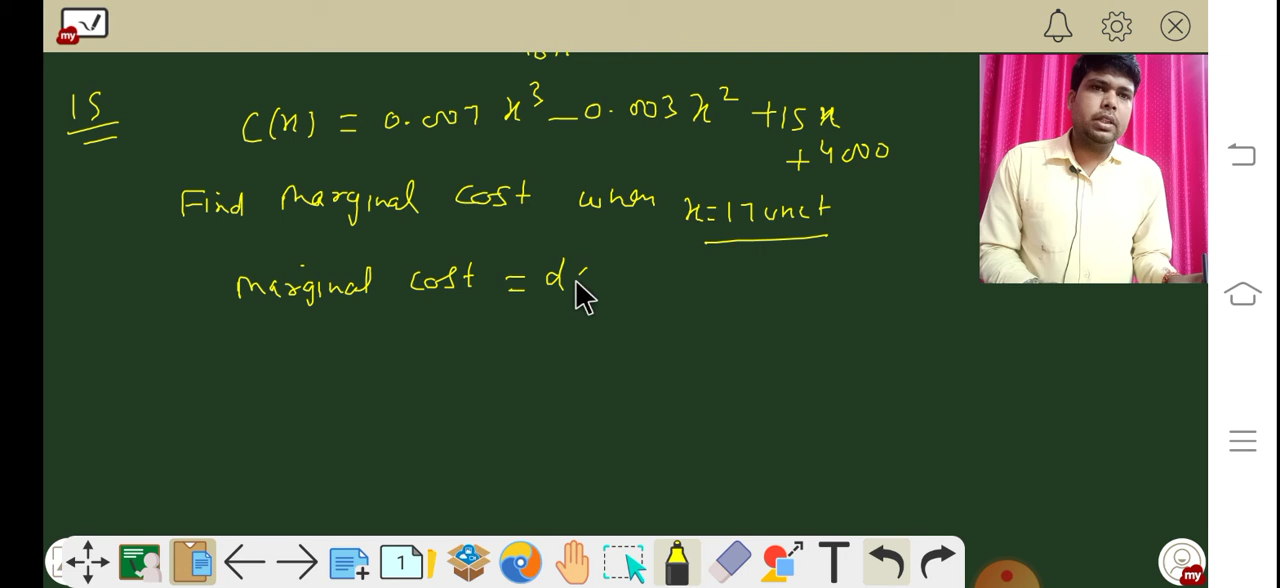 15
C(x) = 0.007 x³ - 0.003 x² + 15 x
+ 4000
Find marginal cost when x = 17 unit
marginal cost = d
1
T
my
my